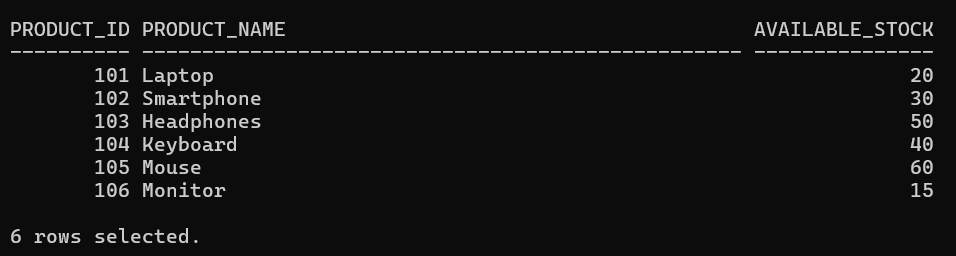 PRODUCT_ID PRODUCT_NAME                                       AVAILABLE_STOCK
---------- -------------------------------------------------- ---------------
       101 Laptop                                                          20
       102 Smartphone                                                      30
       103 Headphones                                                      50
       104 Keyboard                                                        40
       105 Mouse                                                           60
       106 Monitor                                                         15
6 rows selected.